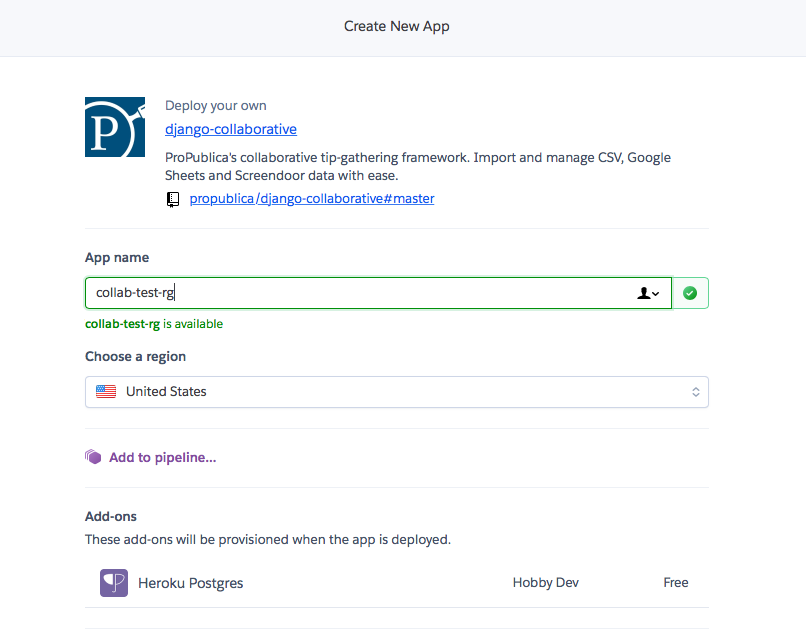 Create New App
P
Deploy your own
django-collaborative
ProPublica's collaborative tip-gathering framework. Import and manage CSV, Google
Sheets and Screendoor data with ease.
propublica/django-collaborative#master
App name
collab-test-rg
collab-test-rg is available
Choose a region
United States
Add to pipeline...
Add-ons
These add-ons will be provisioned when the app is deployed.
Heroku Postgres Hobby Dev Free